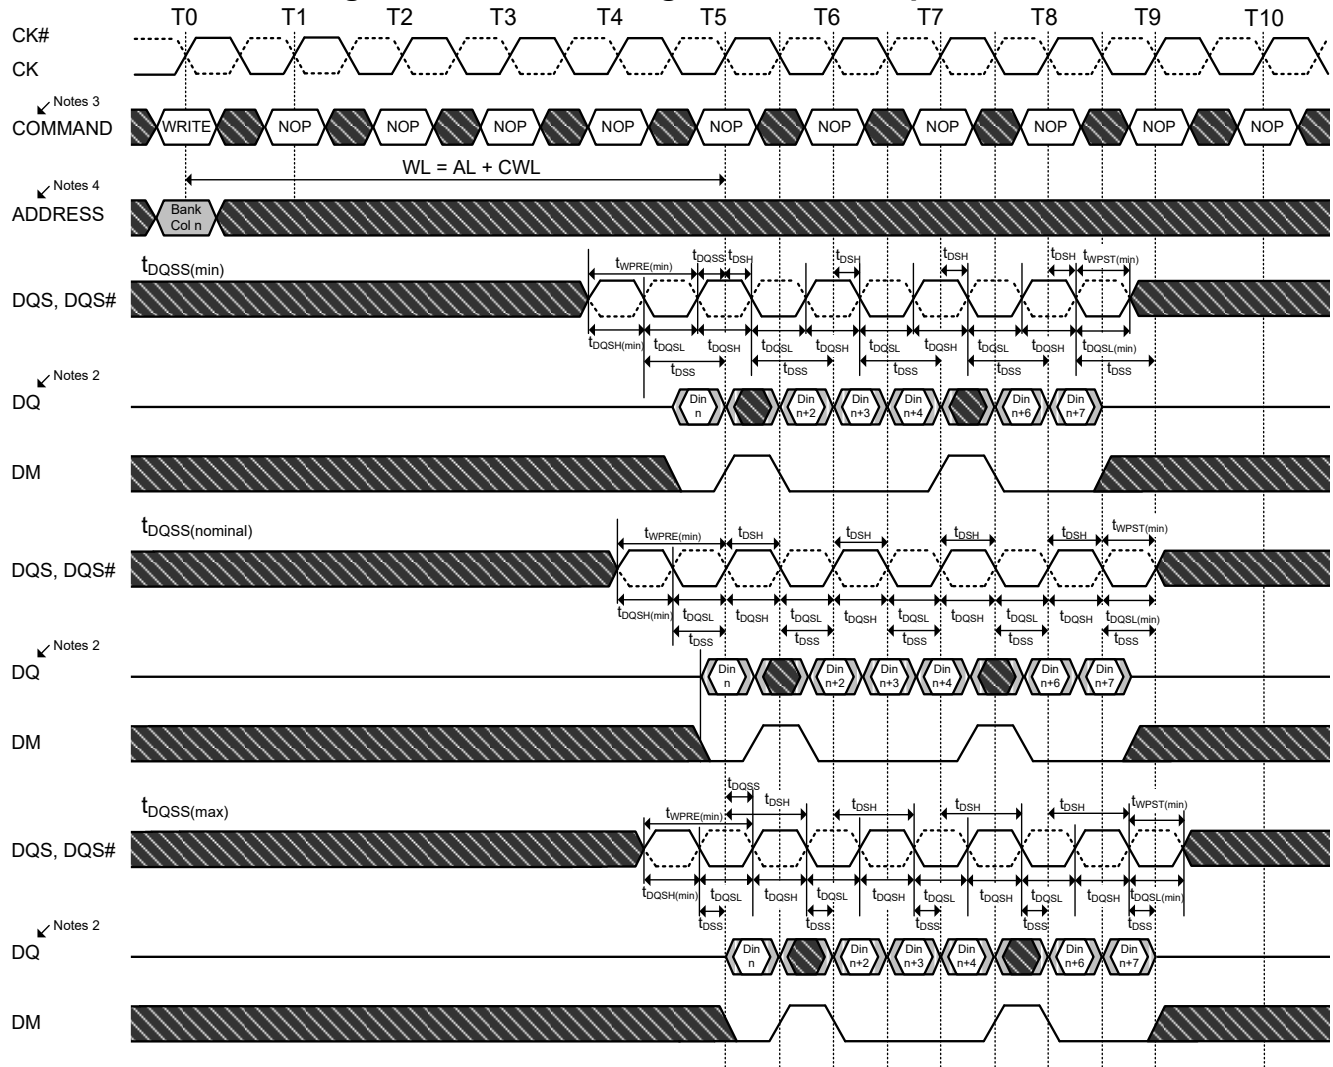 T0 T1 T2 T3 T4 T5 T6 T7 T8 T9 T10
CK#
CK
Notes 3
COMMAND WRITE NOP NOP NOP NOP NOP NOP NOP NOP NOP NOP
WL = AL + CWL
Notes 4
ADDRESS
Bank
Col n
tDQSS(min)
tWPRE(min) tDQSS tDSH tDSH tDSH tDSH tWPST(min)
DQS, DQS#
tDQSH(min) tDQSL tDQSH tDQSL tDQSH tDQSL tDQSH tDQSL tDQSH tDQSL(min)
tDSS tDSS tDSS tDSS tDSS
Notes 2
DQ
Din n Din n+2 Din n+3 Din n+4 Din n+6 Din n+7
DM
tDQSS(nominal)
tWPRE(min) tDSH tDSH tDSH tDSH tWPST(min)
DQS, DQS#
tDQSH(min) tDQSL tDQSH tDQSL tDQSH tDQSL tDQSH tDQSL tDQSH tDQSL(min)
tDSS tDSS tDSS tDSS tDSS
Notes 2
DQ
Din n Din n+2 Din n+3 Din n+4 Din n+6 Din n+7
DM
tDQSS
tDQSS(max)
tWPRE(min) tDSH tDSH tDSH tDSH tWPST(min)
DQS, DQS#
tDQSH(min) tDQSL tDQSH tDQSL tDQSH tDQSL tDQSH tDQSL tDQSH tDQSL(min)
tDSS tDSS tDSS tDSS tDSS
Notes 2
DQ
Din n Din n+2 Din n+3 Din n+4 Din n+6 Din n+7
DM